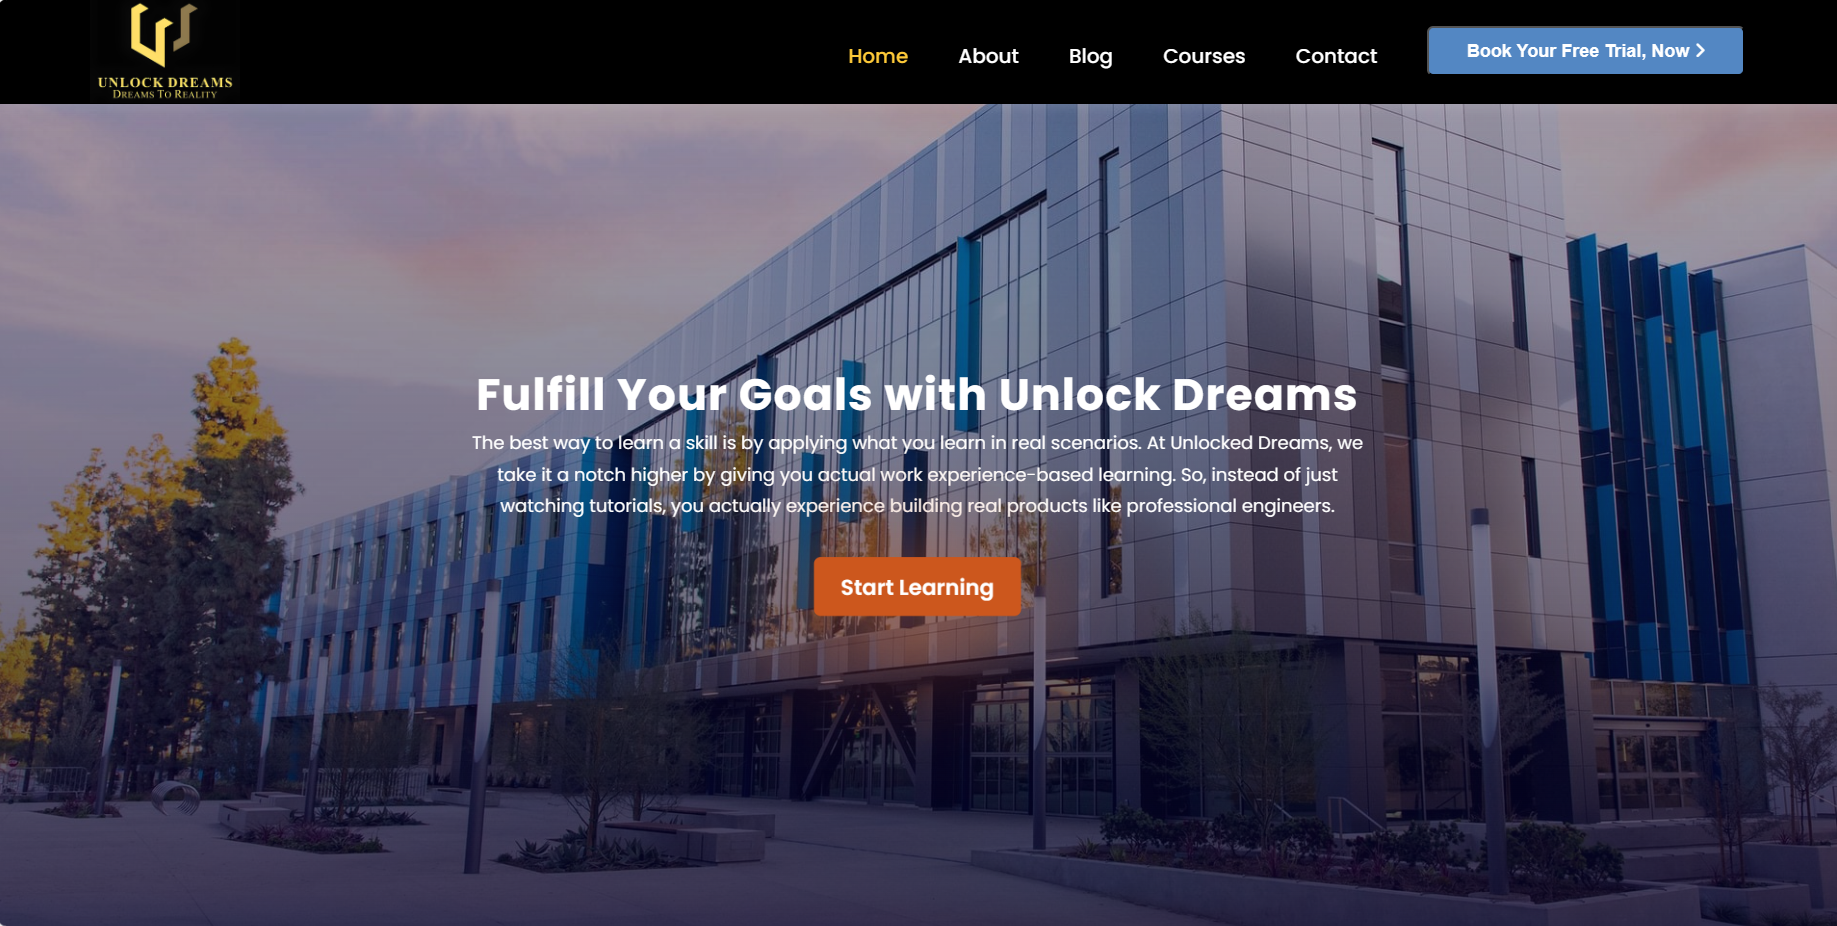 UNLOCK DREAMS
DREAMS TO REALITY
Home About Blog Courses Contact Book Your Free Trial, Now
Fulfill Your Goals with Unlock Dreams
The best way to learn a skill is by applying what you learn in real scenarios. At Unlocked Dreams, we
take it a notch higher by giving you actual work experience-based learning. So, instead of just
watching tutorials, you actually experience building real products like professional engineers.
Start Learning